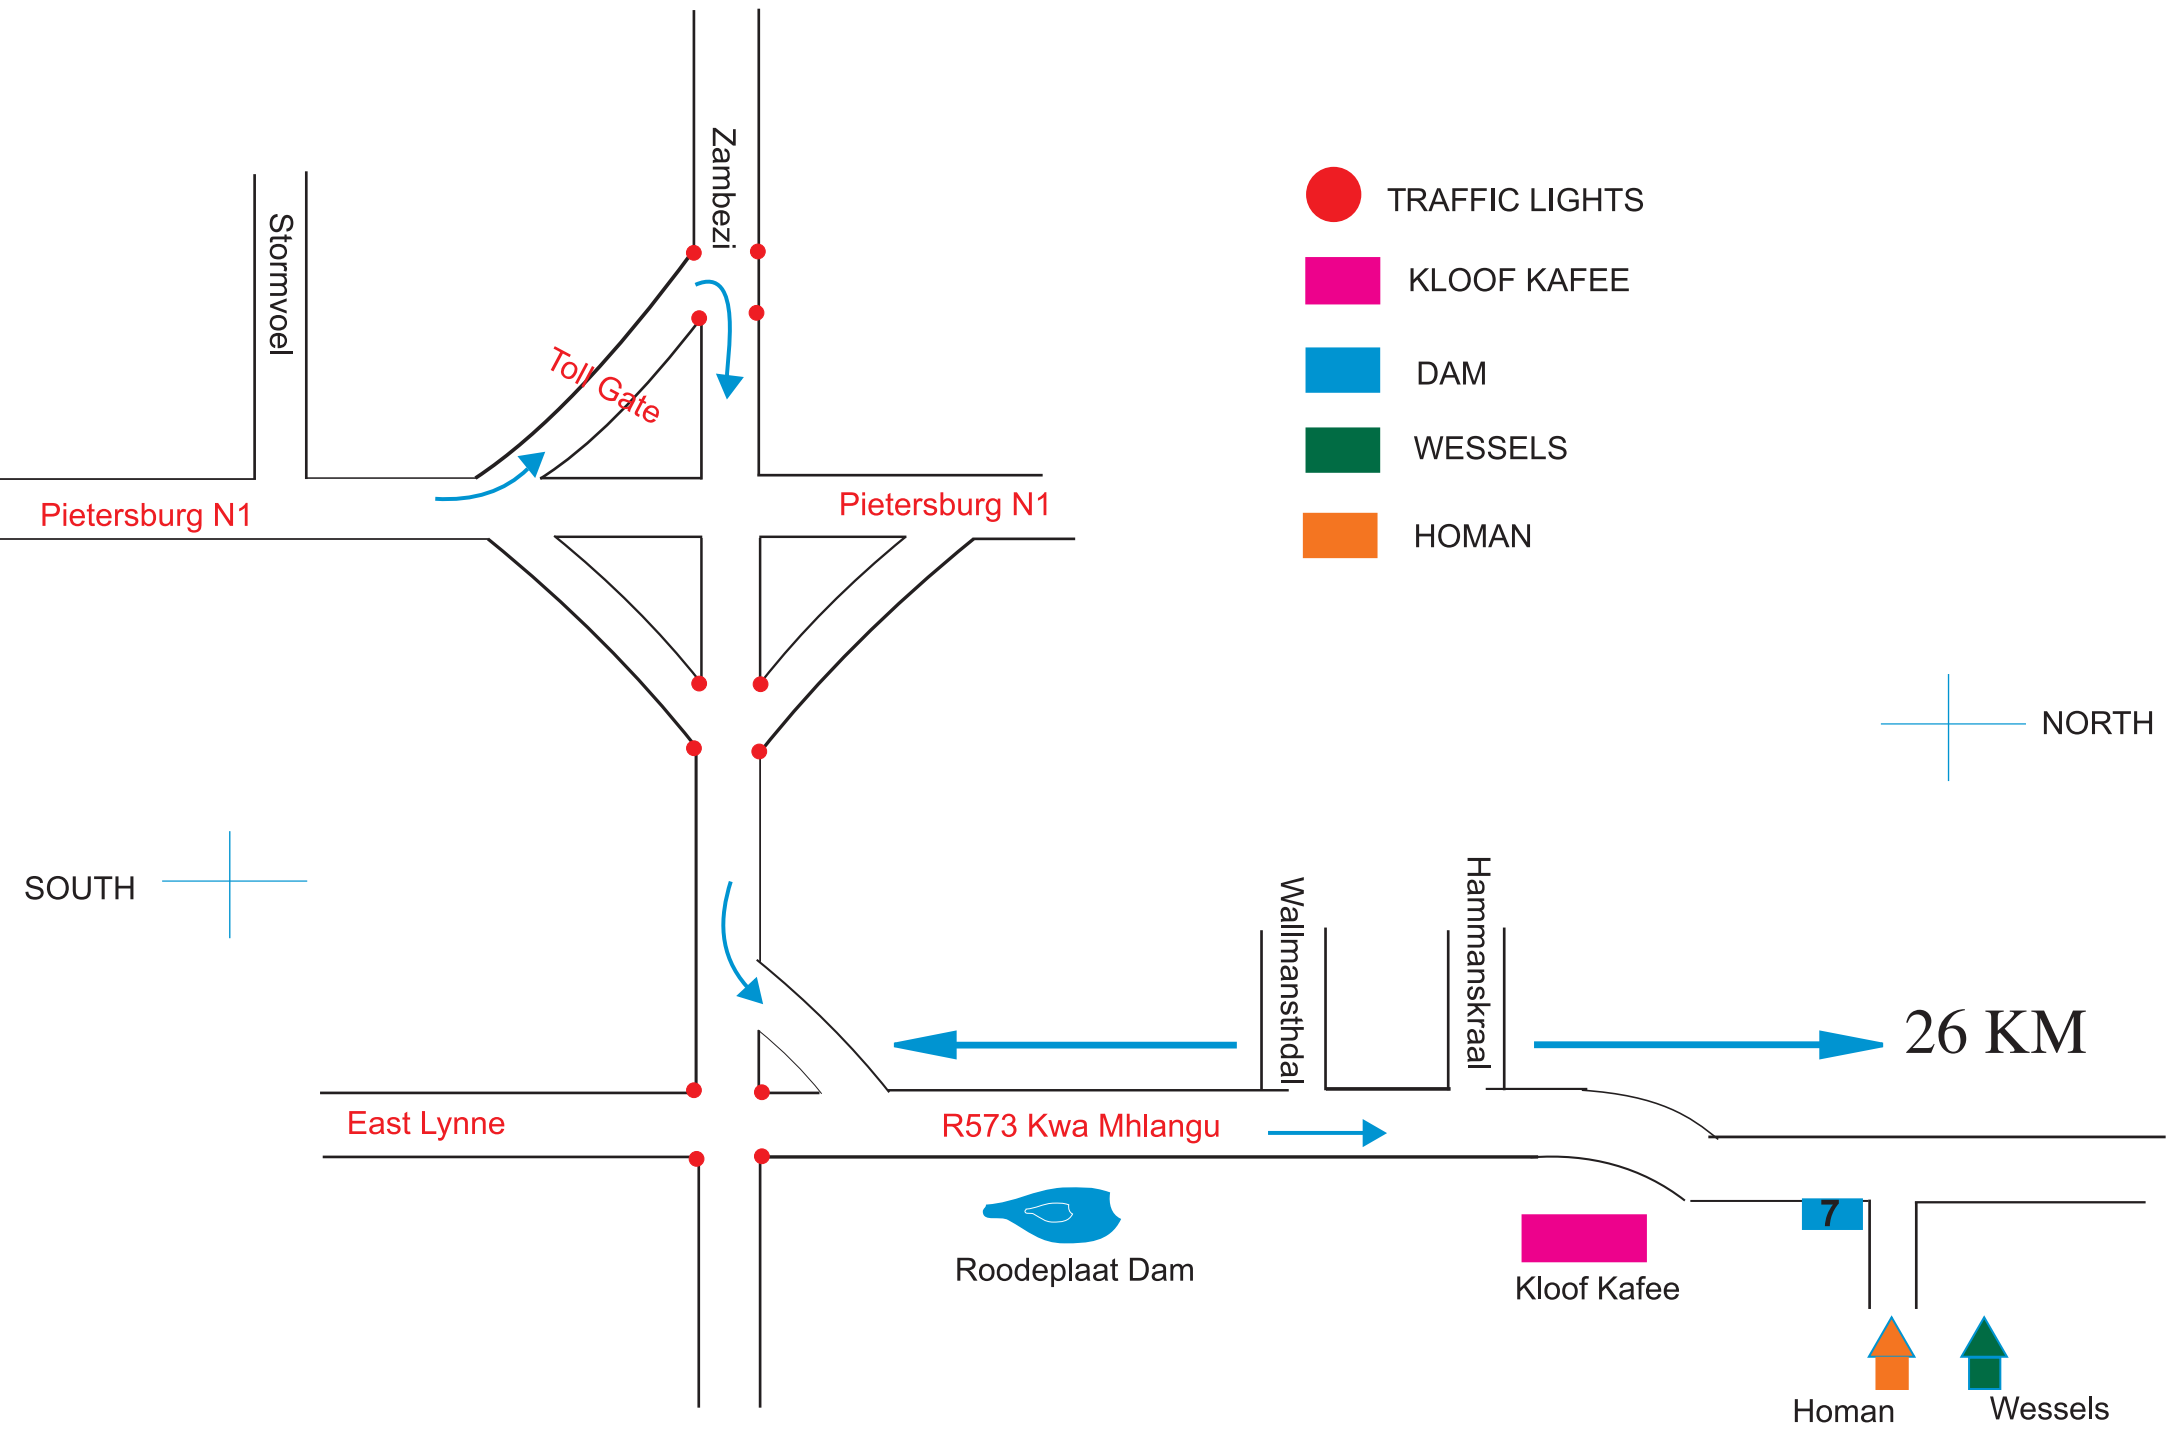 Zambezi
TRAFFIC LIGHTS
Stormvoel
KLOOF KAFEE
Toll Gate
DAM
WESSELS
Pietersburg N1
Pietersburg N1
HOMAN
NORTH
SOUTH
Wallmansthdal
Hammanskraal
26 KM
East Lynne
R573 Kwa Mhlangu
7
Roodeplaat Dam
Kloof Kafee
Homan
Wessels